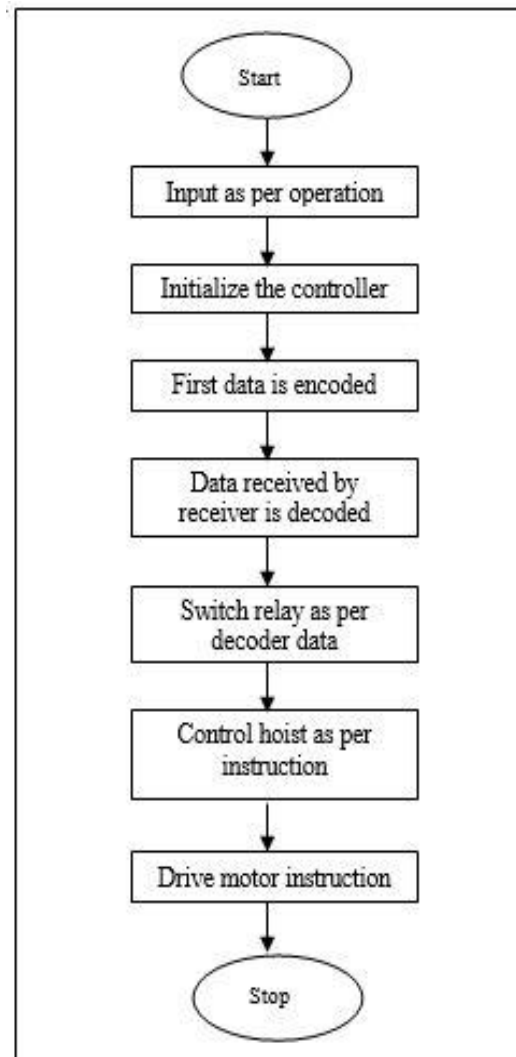 Start
Input as per operation
Initialize the controller
First data is encoded
Data received by
receiver is decoded
Switch relay as per
decoder data
Control hoist as per
instruction
Drive motor instruction
Stop